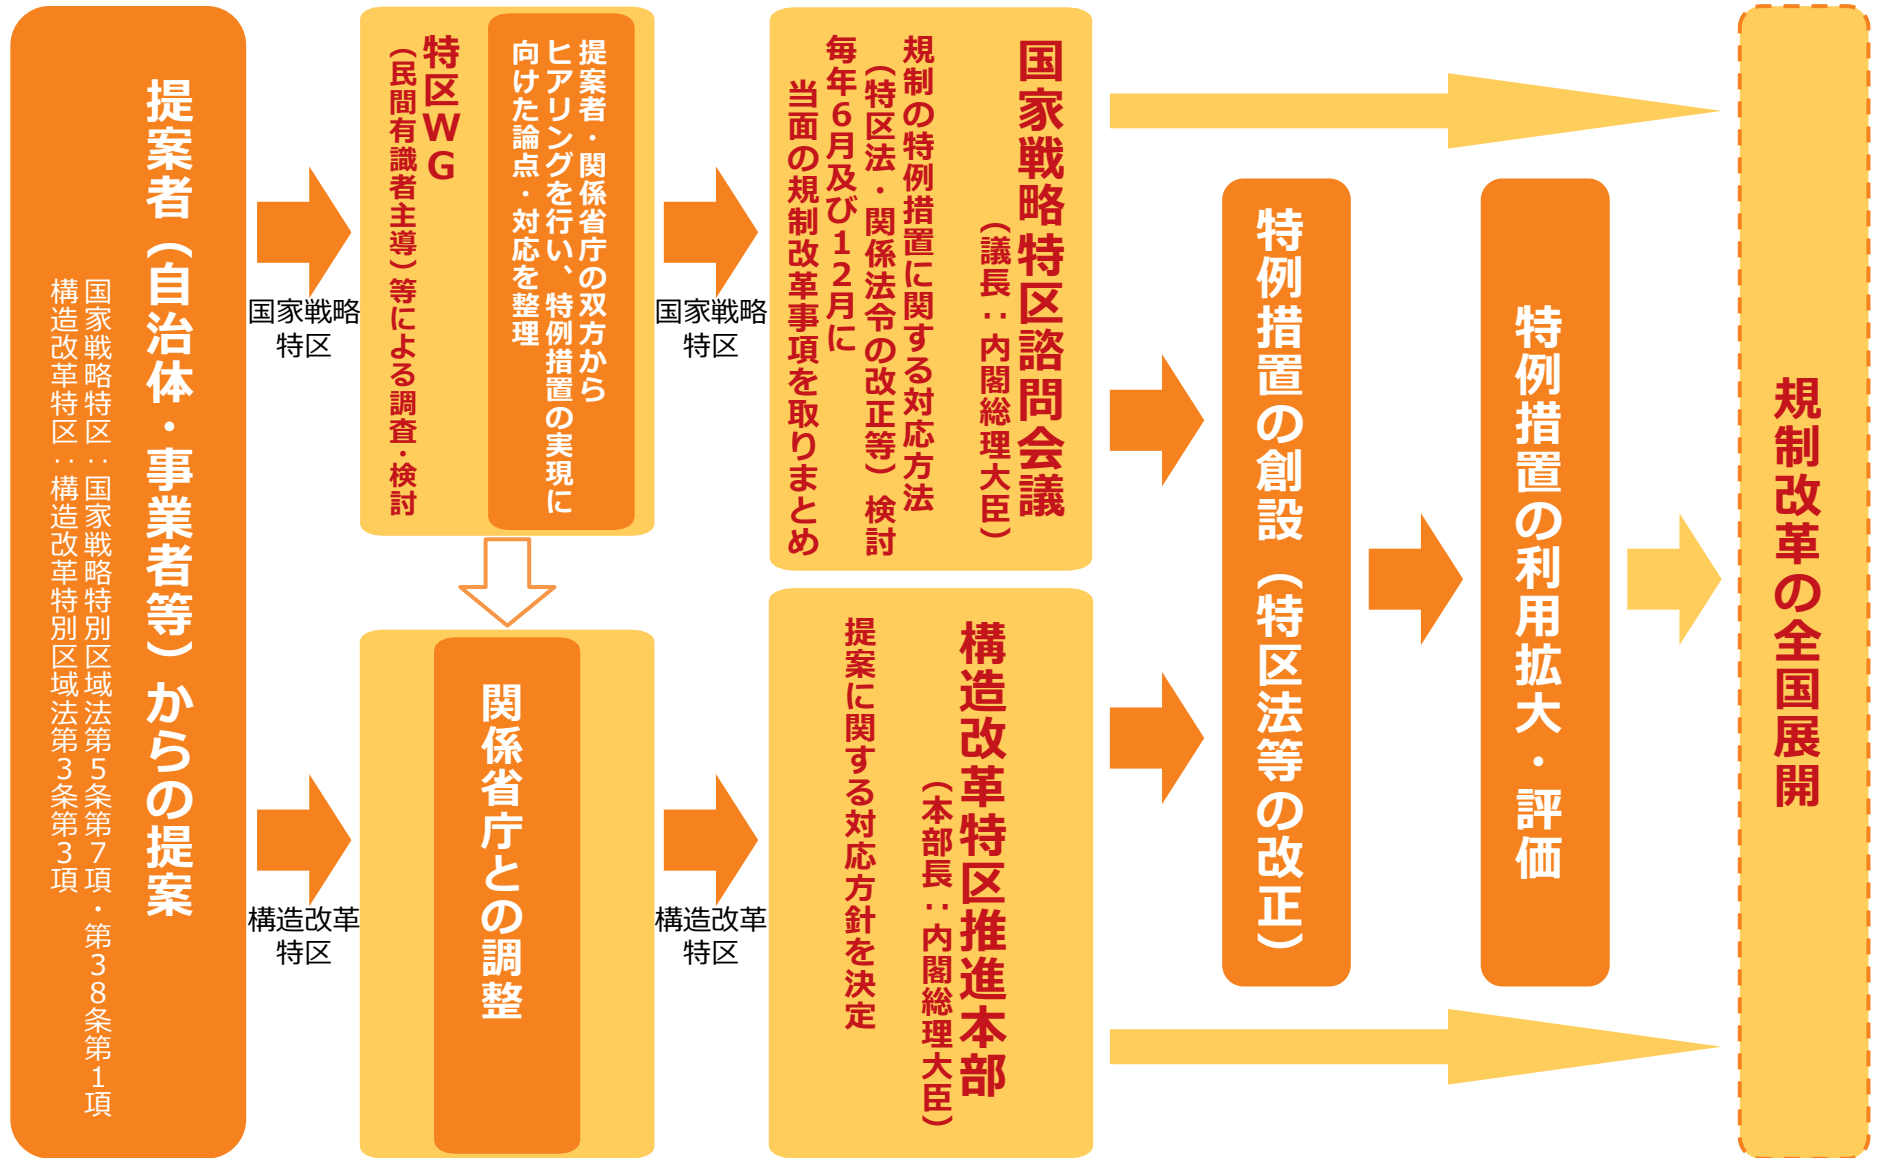 提案者（自治体・事業者等）からの提案
国家戦略特区：国家戦略特別区域法第５条第７項・第３８条第１項
構造改革特区：構造改革特別区域法第３条第３項
国家戦略
特区
構造改革
特区
提案者・関係省庁の双方から
ヒアリングを行い、特例措置の実現に
向けた論点・対応を整理
特区ＷＧ
（民間有識者主導）等による調査・検討
関係省庁との調整
国家戦略
特区
構造改革
特区
国家戦略特区諮問会議
（議長：内閣総理大臣）
規制の特例措置に関する対応方法
（特区法・関係法令の改正等）検討
毎年６月及び１２月に
当面の規制改革事項を取りまとめ
構造改革特区推進本部
（本部長：内閣総理大臣）
提案に関する対応方針を決定
特例措置の創設（特区法等の改正）
特例措置の利用拡大・評価
規制改革の全国展開